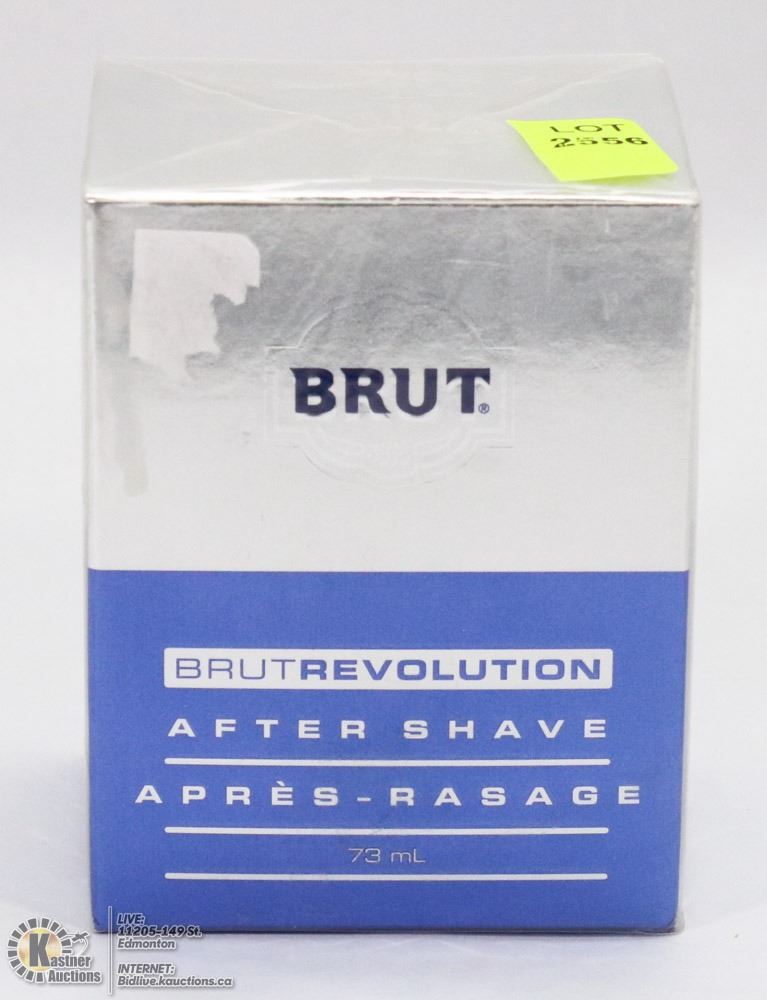 LOT
2556
BRUT®
BRUTREVOLUTION
AFTER SHAVE
APRÈS-RASAGE
73 mL
Kastner
Auctions
LIVE:
11205-149 St.
Edmonton
INTERNET:
Bidlive.kauctions.ca